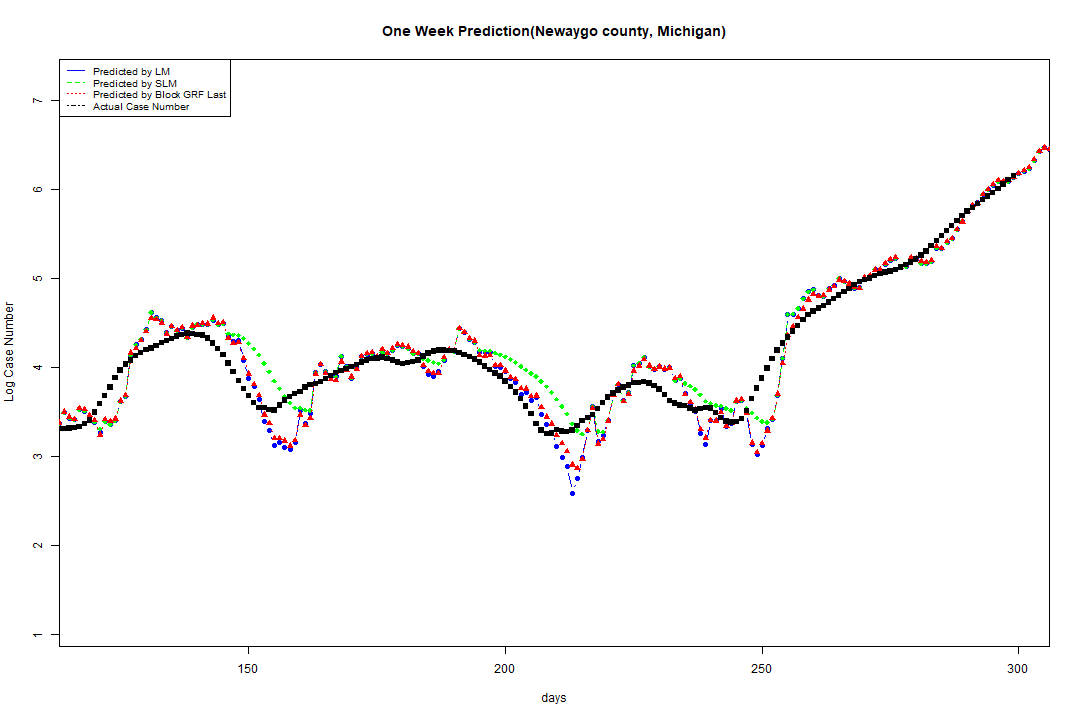 One Week Prediction(Newaygo county, Michigan)
Predicted by LM
Predicted by SLM
Predicted by Block GRF Last
Actual Case Number
7
6
5
4
3
2
1
Log Case Number
150
200
250
300
days